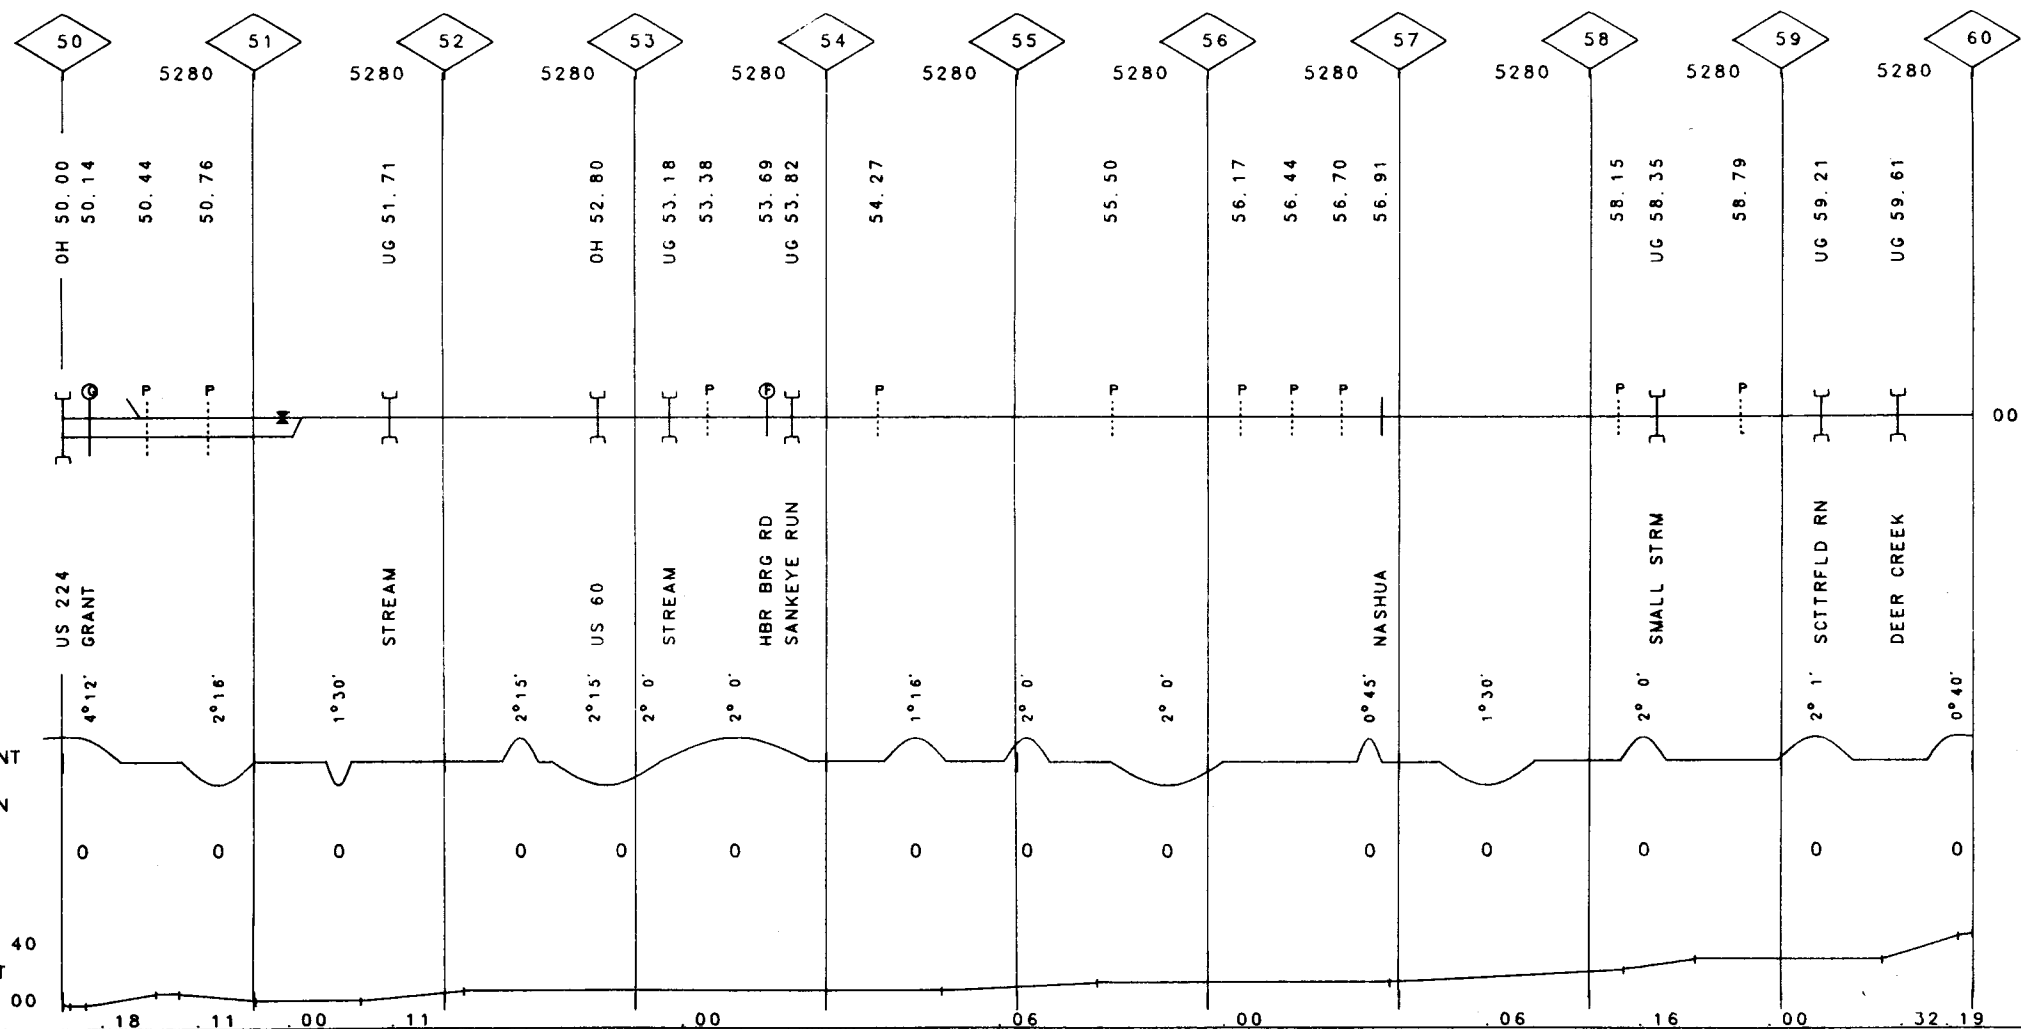 50 51 52 53 54 55 56 57 58 59 60
5280 5280 5280 5280 5280 5280 5280 5280 5280 5280
OH 50.00
50.14
50.44
50.76
UG 51.71
OH 52.80
UG 53.18
53.38
53.69
UG 53.82
54.27
55.50
56.17
56.44
56.70
56.91
58.15
UG 58.35
58.79
UG 59.21
UG 59.61
G P P P F P P P P P P P
00
US 224
GRANT
STREAM
US 60
STREAM
HBR BRG RD
SANKEYE RUN
NASHUA
SMALL STRM
SCTTRFLD RN
DEER CREEK
4°12' 2°16' 1°30' 2°15' 2°15' 2° 0' 2° 0' 1°16' 2° 0' 2° 0' 0°45' 1°30' 2° 0' 2° 1' 0°40'
NT
N
0 0 0 0 0 0 0 0 0 0 0 0 0 0
40
T
00
.18 .11 .00 .11 .00 .06 .00 .06 .16 .00 .32 .19